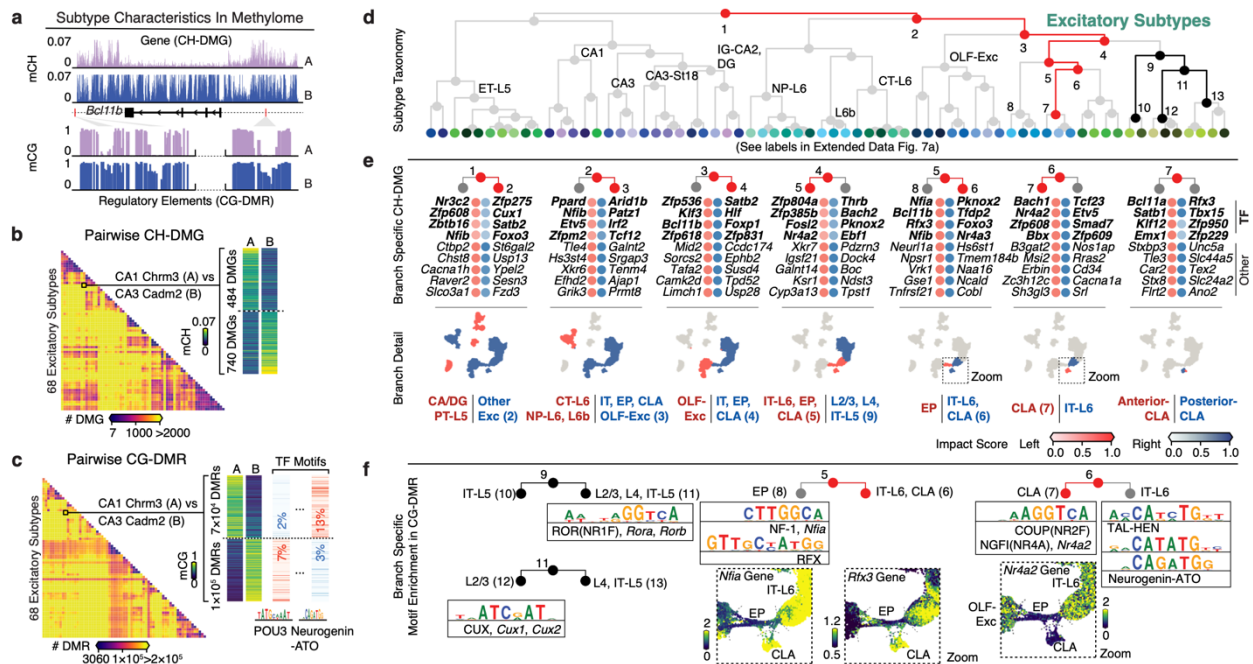 a
Subtype Characteristics In Methylome
Gene (CH-DMG)
0.07
0
A
mCH
0.07
0
B
Bcl11b
1
0
A
mCG
1
0
B
Regulatory Elements (CG-DMR)
b
Pairwise CH-DMG
A B
CA1 Chrm3 (A) vs
CA3 Cadm2 (B)
484 DMGs
740 DMGs
mCH
0.07
0
68 Excitatory Subtypes
# DMG
7 1000 >2000
c
Pairwise CG-DMR
A B
TF Motifs
CA1 Chrm3 (A) vs
CA3 Cadm2 (B)
7×10⁴ DMRs
1×10⁵ DMRs
2% ... 13%
7% ... 3%
mCG
1
0
68 Excitatory Subtypes
# DMR
3060 1×10⁵ >2×10⁵
POU3 Neurogenin
-ATO
d
Excitatory Subtypes
Subtype Taxonomy
1
2
3
4
5
6
7
8
9
10
11
12
13
ET-L5
CA1
CA3
CA3-St18
IG-CA2,
DG
NP-L6
L6b
CT-L6
OLF-Exc
(See labels in Extended Data Fig. 7a)
e
Branch Specific CH-DMG
TF
Other
1
2
Nr3c2 Zfp275
Zfp608 Cux1
Zbtb16 Satb2
Nfib Foxo3
Ctbp2 St6gal2
Chst8 Usp13
Cacna1h Ypel2
Raver2 Sesn3
Slco3a1 Fzd3
2
3
Ppard Arid1b
Nfib Patz1
Etv5 Irf2
Zfpm2 Tcf12
Tle4 Galnt2
Hs3st4 Srgap3
Xkr6 Tenm4
Efhd2 Ajap1
Grik3 Prmt8
3
4
Zfp536 Satb2
Klf3 Hlf
Bcl11b Foxp1
Zfp618 Zfp831
Mid2 Ccdc174
Sorcs2 Ephb2
Tafa2 Susd4
Camk2d Tpd52
Limch1 Usp28
4
5
Zfp804a Thrb
Zfp385b Bach2
Fosl2 Pknox2
Nr4a2 Ebf1
Xkr7 Pdzrn3
Igsf21 Dock4
Galnt14 Boc
Ksr1 Ndst3
Cyp3a13 Tpst1
5
8 6
Nfia Pknox2
Bcl11b Tfdp2
Rfx3 Foxo3
Nfib Nr4a3
Neurl1a Hs6st1
Npsr1 Tmem184b
Vrk1 Naa16
Gse1 Ncald
Tnfrsf21 Cobl
6
7
Bach1 Tcf23
Nr4a2 Etv5
Zfp608 Smad7
Bbx Zfp609
B3gat2 Nos1ap
Msi2 Rras2
Erbin Cd34
Zc3h12c Cacna1a
Sh3gl3 Srl
7
Bcl11a Rfx3
Satb1 Tbx15
Klf12 Zfp950
Emx1 Zfp229
Stxbp3 Unc5a
Tle3 Slc44a5
Car2 Tex2
Stx8 Slc24a2
Flrt2 Ano2
Branch Detail
Zoom
Zoom
CA/DG
PT-L5
Other
Exc (2)
CT-L6
NP-L6, L6b
IT, EP, CLA
OLF-Exc (3)
OLF-
Exc
IT, EP,
CLA (4)
IT-L6, EP,
CLA (5)
L2/3, L4,
IT-L5 (9)
EP
IT-L6,
CLA (6)
CLA (7)
IT-L6
Anterior-
CLA
Posterior-
CLA
Impact Score Left 0.0 0.5 1.0 Right 0.0 0.5 1.0
f
Branch Specific
Motif Enrichment in CG-DMR
9
IT-L5 (10) L2/3, L4, IT-L5 (11)
ROR(NR1F), Rora, Rorb
11
L2/3 (12) L4, IT-L5 (13)
CUX, Cux1, Cux2
5
EP (8) IT-L6, CLA (6)
CTTGGCA
NF-1, Nfia
RFX
Nfia Gene
IT-L6
EP
2
0
Rfx3 Gene
1.2
0.5
EP
CLA
Zoom
6
CLA (7) IT-L6
AGGTCA
COUP(NR2F)
NGFI(NR4A), Nr4a2
TAL-HEN
CATATG
CAGATGG
Neurogenin-ATO
Nr4a2 Gene
IT-L6
OLF-
Exc
EP
CLA
2
0
Zoom